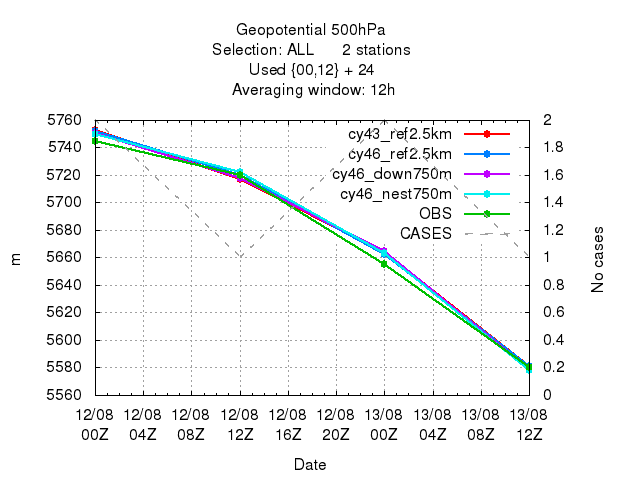 Geopotential 500hPa
Selection: ALL 2 stations
Used {00,12} + 24
Averaging window: 12h
m
5760
5740
5720
5700
5680
5660
5640
5620
5600
5580
5560
cy43_ref2.5km
cy46_ref2.5km
cy46_down750m
cy46_nest750m
OBS
CASES
2
1.8
1.6
1.4
1.2
1
0.8
0.6
0.4
0.2
0
No cases
12/08 12/08 12/08 12/08 12/08 12/08 13/08 13/08 13/08 13/08
00Z 04Z 08Z 12Z 16Z 20Z 00Z 04Z 08Z 12Z
Date